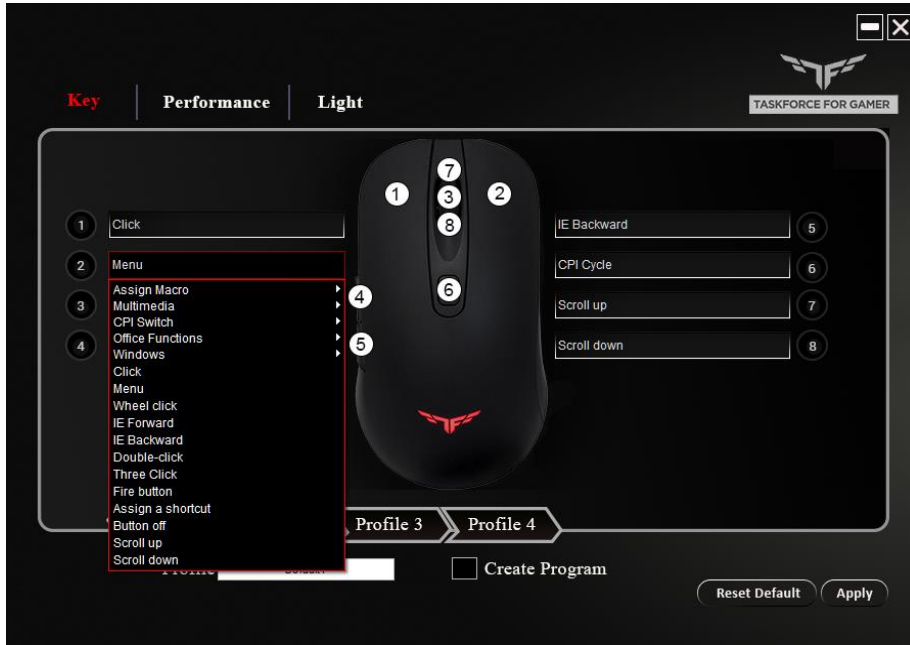 TASKFORCE FOR GAMER
Key Performance Light
1 Click
2 Menu
3
4
Assign Macro
Multimedia
CPI Switch
Office Functions
Windows
Click
Menu
Wheel click
IE Forward
IE Backward
Double-click
Three Click
Fire button
Assign a shortcut
Button off
Scroll up
Scroll down
7
1 3 2
8
4 6
5
IE Backward 5
CPI Cycle 6
Scroll up 7
Scroll down 8
Profile 3 Profile 4
Profile
Create Program
Reset Default Apply